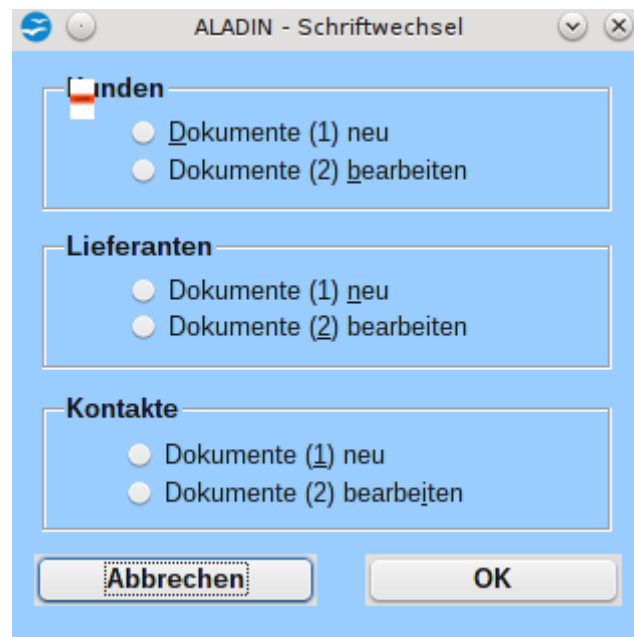 ALADIN - Schriftwechsel
Dokumente (1) neu
Dokumente (2) bearbeiten
Lieferanten
Dokumente (1) neu
Dokumente (2) bearbeiten
Kontakte
Dokumente (1) neu
Dokumente (2) bearbeiten
Abbrechen
OK